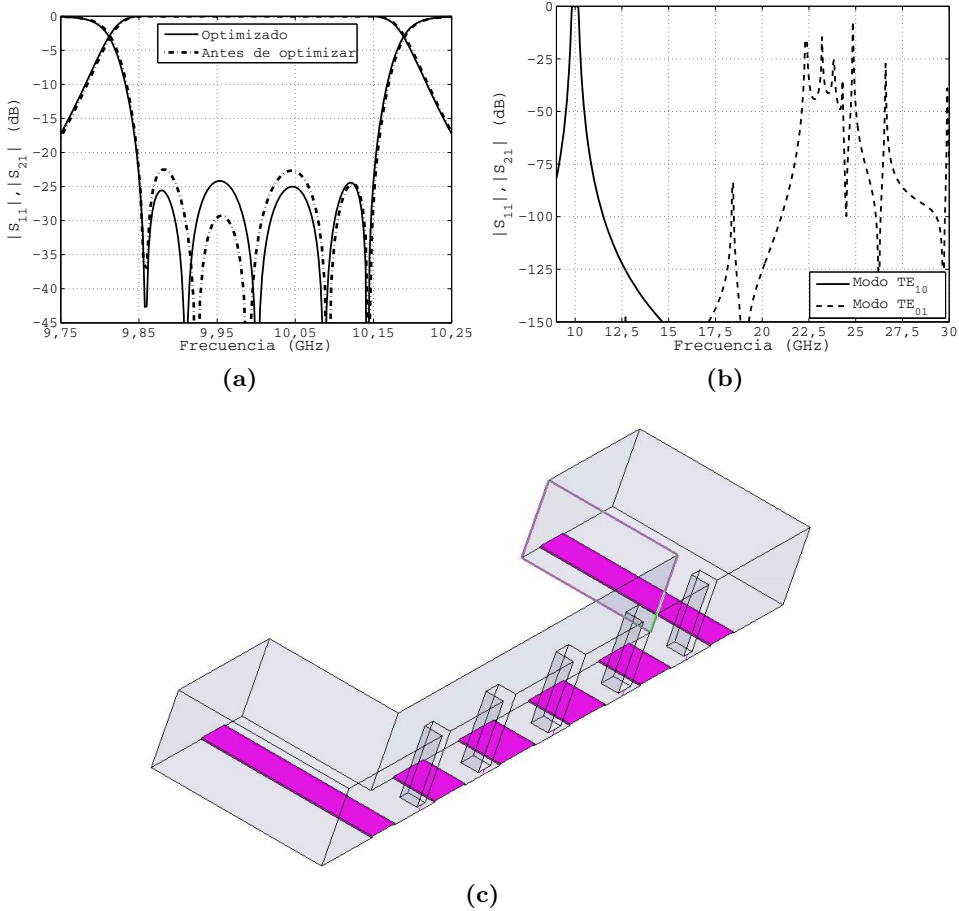 0
−5
−10
−15
−20
−25
−30
−35
−40
−45
|S11|,|S21| (dB)
Optimizado
Antes de optimizar
9,75 9,85 9,95 10,05 10,15 10,25
Frecuencia (GHz)
(a)
0
−25
−50
−75
−100
−125
−150
|S11|,|S21| (dB)
Modo TE10
Modo TE01
10 12,5 15 17,5 20 22,5 25 27,5 30
Frecuencia (GHz)
(b)
(c)